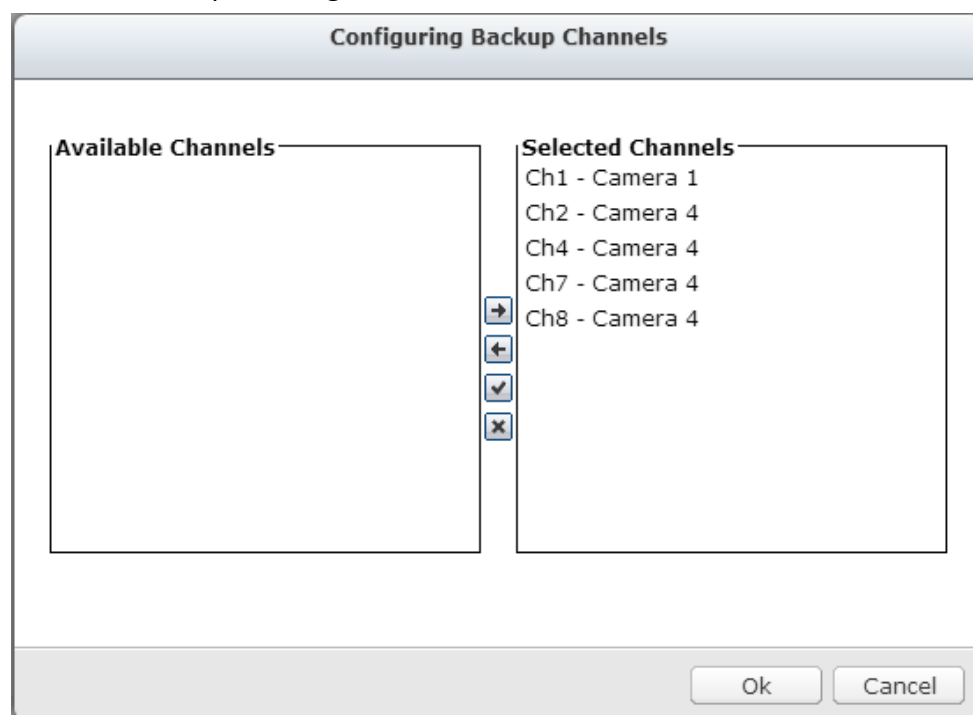 Configuring Backup Channels
Available Channels
Selected Channels
Ch1 - Camera 1
Ch2 - Camera 4
Ch4 - Camera 4
Ch7 - Camera 4
Ch8 - Camera 4
Ok
Cancel